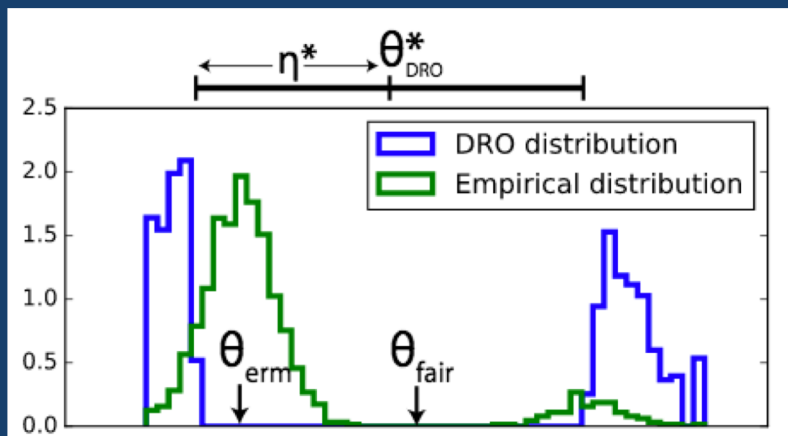 η* θ*DRO
2.5
DRO distribution
2.0
Empirical distribution
1.5
1.0
0.5
θerm θfair
0.0